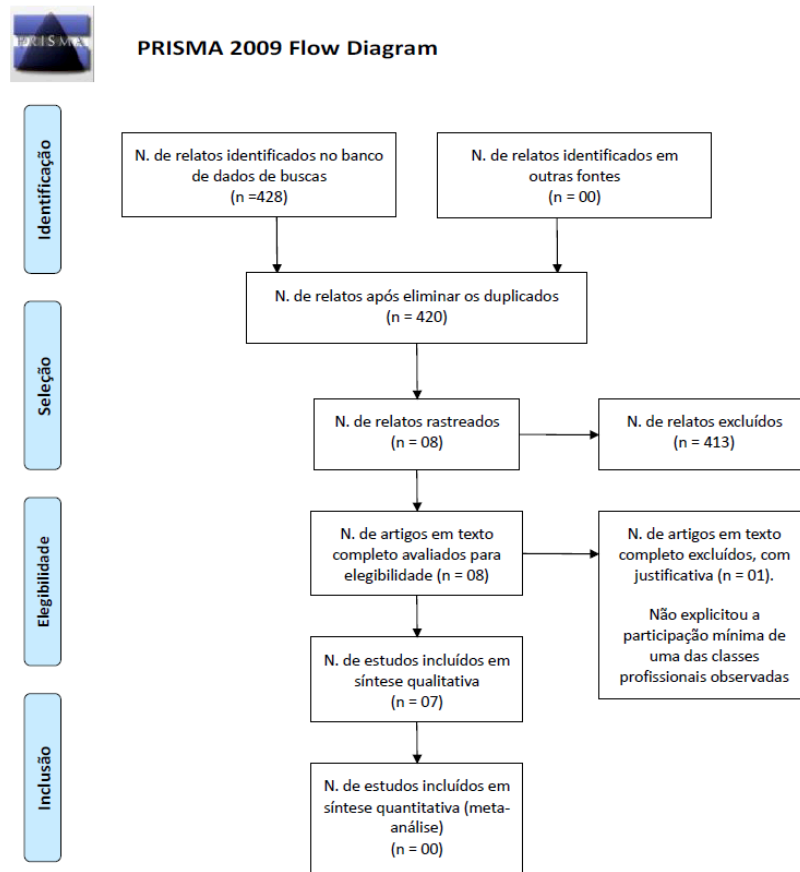 PRISMA
PRISMA 2009 Flow Diagram
Identificação
N. de relatos identificados no banco
de dados de buscas
(n =428)
N. de relatos identificados em
outras fontes
(n = 00)
N. de relatos após eliminar os duplicados
(n = 420)
Seleção
N. de relatos rastreados
(n = 08)
N. de relatos excluídos
(n = 413)
Elegibilidade
N. de artigos em texto
completo avaliados para
elegibilidade (n = 08)
N. de artigos em texto
completo excluídos, com
justificativa (n = 01).
Não explicitou a
participação mínima de
uma das classes
profissionais observadas
N. de estudos incluídos em
síntese qualitativa
(n = 07)
Inclusão
N. de estudos incluídos em
síntese quantitativa (meta-
análise)
(n = 00)